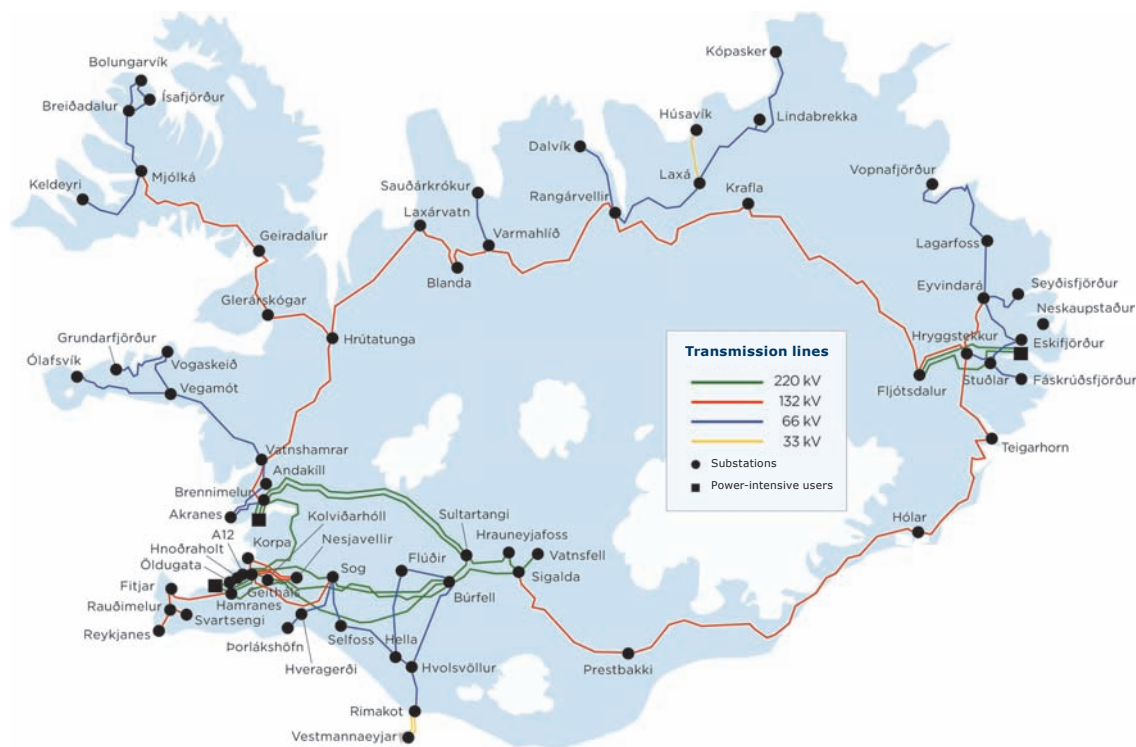 Kópasker
Bolungarvík
Ísafjörður
Breiðadalur
Húsavík
Lindabrekka
Dalvík
Mjólká
Laxá
Vopnafjörður
Keldeyri
Sauðárkrókur
Krafla
Rangárvellir
Laxárvatn
Varmahlíð
Geiradalur
Lagarfoss
Blanda
Eyvindará
Seyðisfjörður
Glerárskógar
Neskaupstaður
Hrútatunga
Hryggstekkur
Grundarfjörður
Eskifjörður
Ólafsvík
Vogaskeið
Transmission lines
220 kV
132 kV
66 kV
33 kV
Substations
Power-intensive users
Vegamót
Fljótsdalur
Stuðlar
Fáskrúðsfjörður
Teigarhorn
Vatnshamrar
Andakíll
Brennimelur
Akranes
Kolviðarhóll
Sultartangi
Hólar
A12
Korpa
Hrauneyjafoss
Hnoðraholt
Nesjavellir
Flúðir
Vatnsfell
Öldugata
Sog
Sigalda
Fitjar
Geitháls
Hamranes
Búrfell
Rauðimelur
Svartsengi
Reykjanes
Þorlákshöfn
Selfoss
Hella
Hveragerði
Hvolsvöllur
Prestbakki
Rimakot
Vestmannaeyjar